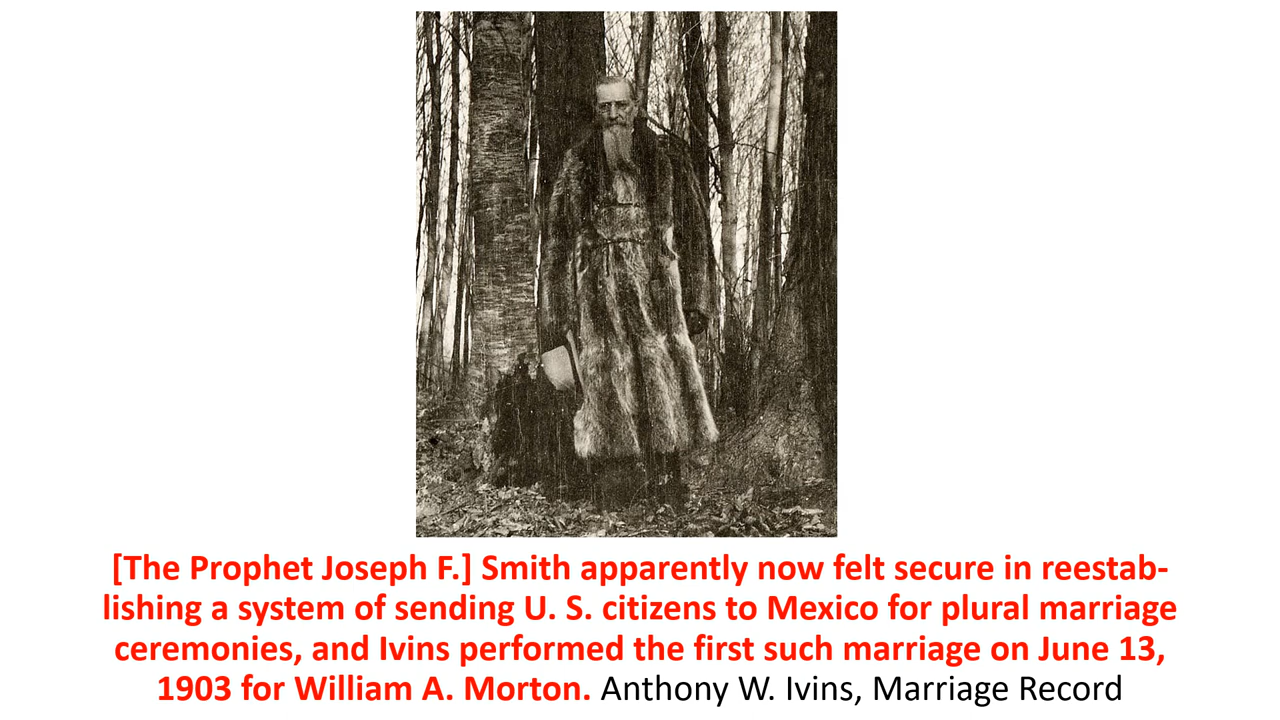 [The Prophet Joseph F.] Smith apparently now felt secure in reestab-
lishing a system of sending U. S. citizens to Mexico for plural marriage
ceremonies, and Ivins performed the first such marriage on June 13,
1903 for William A. Morton. Anthony W. Ivins, Marriage Record